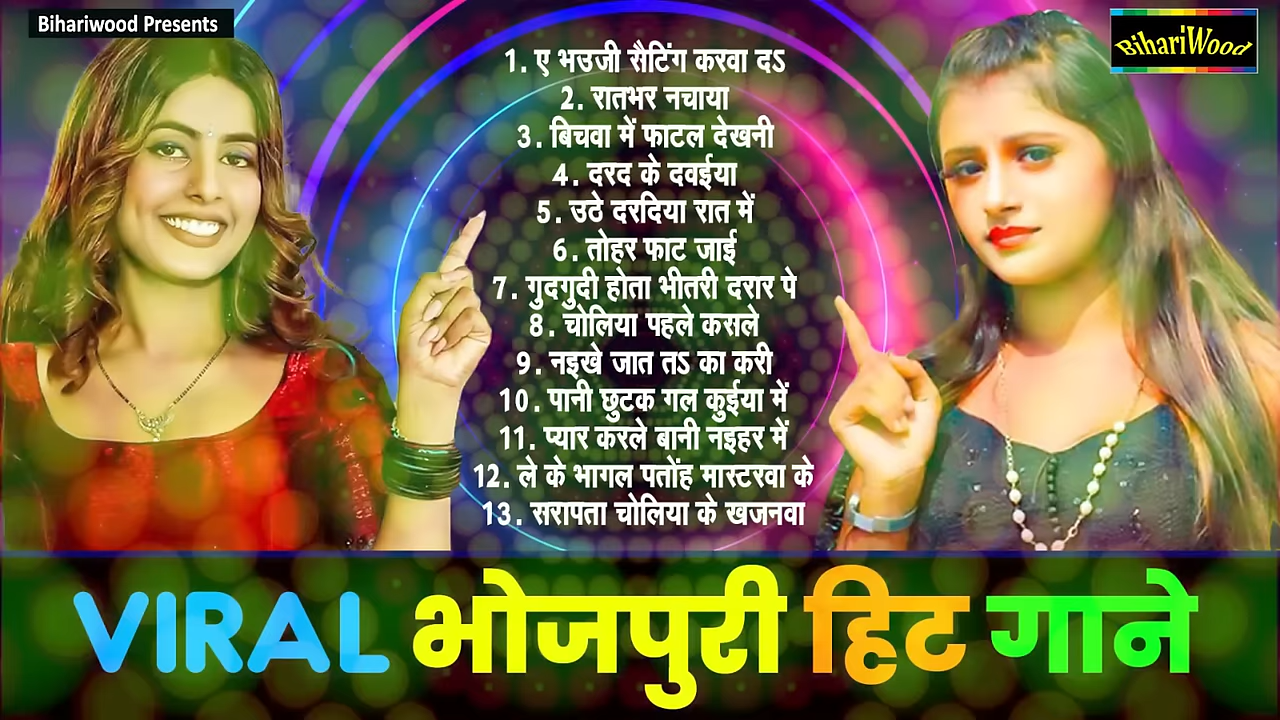 Bihariwood Presents
BihariWood
1. ए भउजी सैटिंग करवा दऽ
2. रातभर नचाया
3. बिचवा में फाटल देखनी
4. दरद के दवईया
5. उठे दरदिया रात में
6. तोहर फाट जाई
7. गुदगुदी होता भीतरी दरार पे
8. चोलिया पहले कसले
9. नइखे जात तऽ का करी
10. पानी छुटक गल कुईया में
11. प्यार करले बानी नइहर में
12. ले के भागल पतोंह मास्टरवा के
13. सरापता चोलिया के खजनवा
VIRAL भोजपुरी हिट गाने